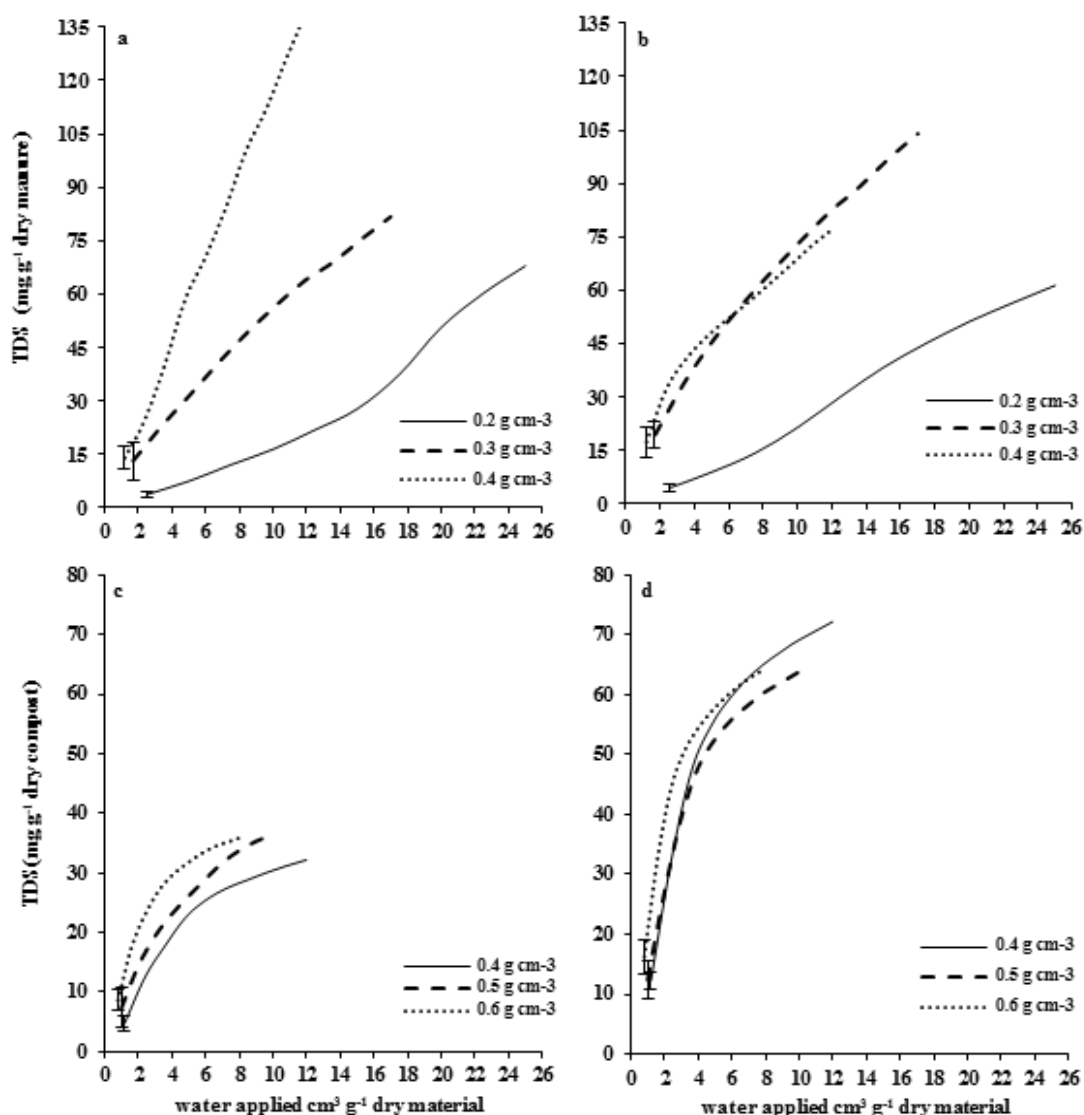 a
135
120
105
90
75
60
45
30
15
0
TDS (mg g⁻¹ dry manure)
0.2 g cm-3
0.3 g cm-3
0.4 g cm-3
0 2 4 6 8 10 12 14 16 18 20 22 24 26
b
135
120
105
90
75
60
45
30
15
0
0.2 g cm-3
0.3 g cm-3
0.4 g cm-3
0 2 4 6 8 10 12 14 16 18 20 22 24 26
c
80
70
60
50
40
30
20
10
0
TDS (mg g⁻¹ dry compost)
0.4 g cm-3
0.5 g cm-3
0.6 g cm-3
0 2 4 6 8 10 12 14 16 18 20 22 24 26
water applied cm³ g⁻¹ dry material
d
80
70
60
50
40
30
20
10
0
0.4 g cm-3
0.5 g cm-3
0.6 g cm-3
0 2 4 6 8 10 12 14 16 18 20 22 24 26
water applied cm³ g⁻¹ dry material